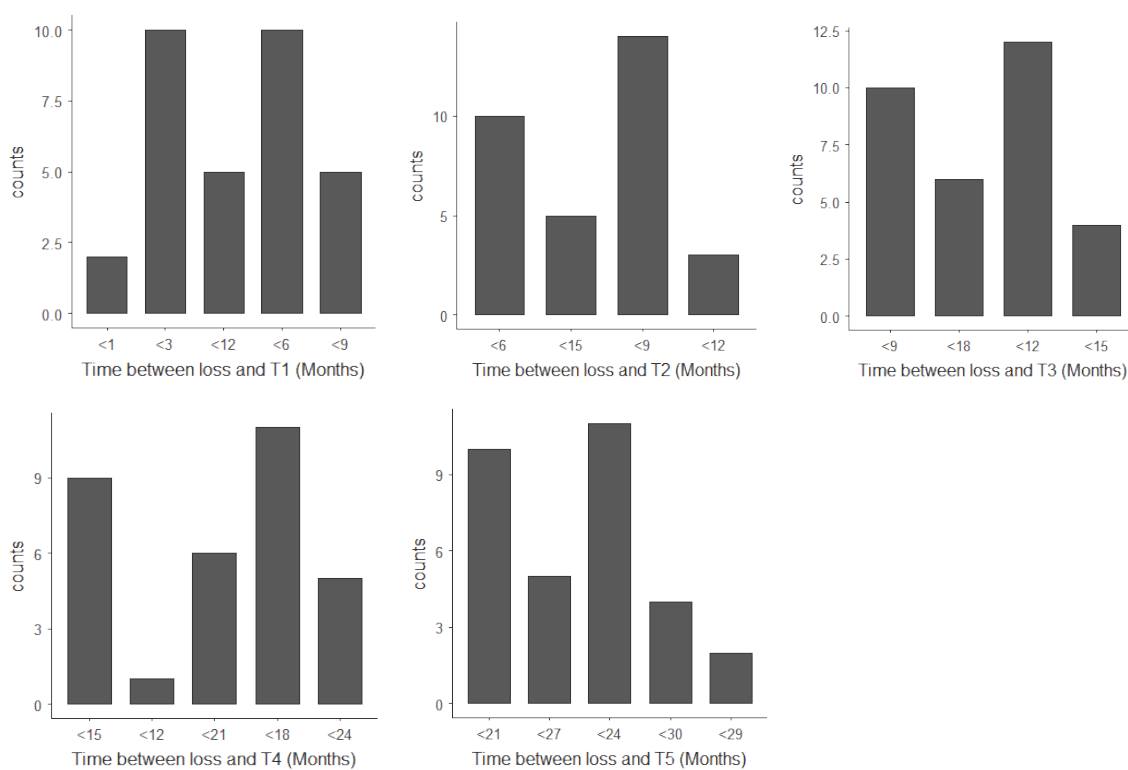 counts
10.0
7.5
5.0
2.5
0.0
<1 <3 <12 <6 <9
Time between loss and T1 (Months)
counts
10
5
0
<6 <15 <9 <12
Time between loss and T2 (Months)
counts
12.5
10.0
7.5
5.0
2.5
0.0
<9 <18 <12 <15
Time between loss and T3 (Months)
counts
9
6
3
0
<15 <12 <21 <18 <24
Time between loss and T4 (Months)
counts
9
6
3
0
<21 <27 <24 <30 <29
Time between loss and T5 (Months)